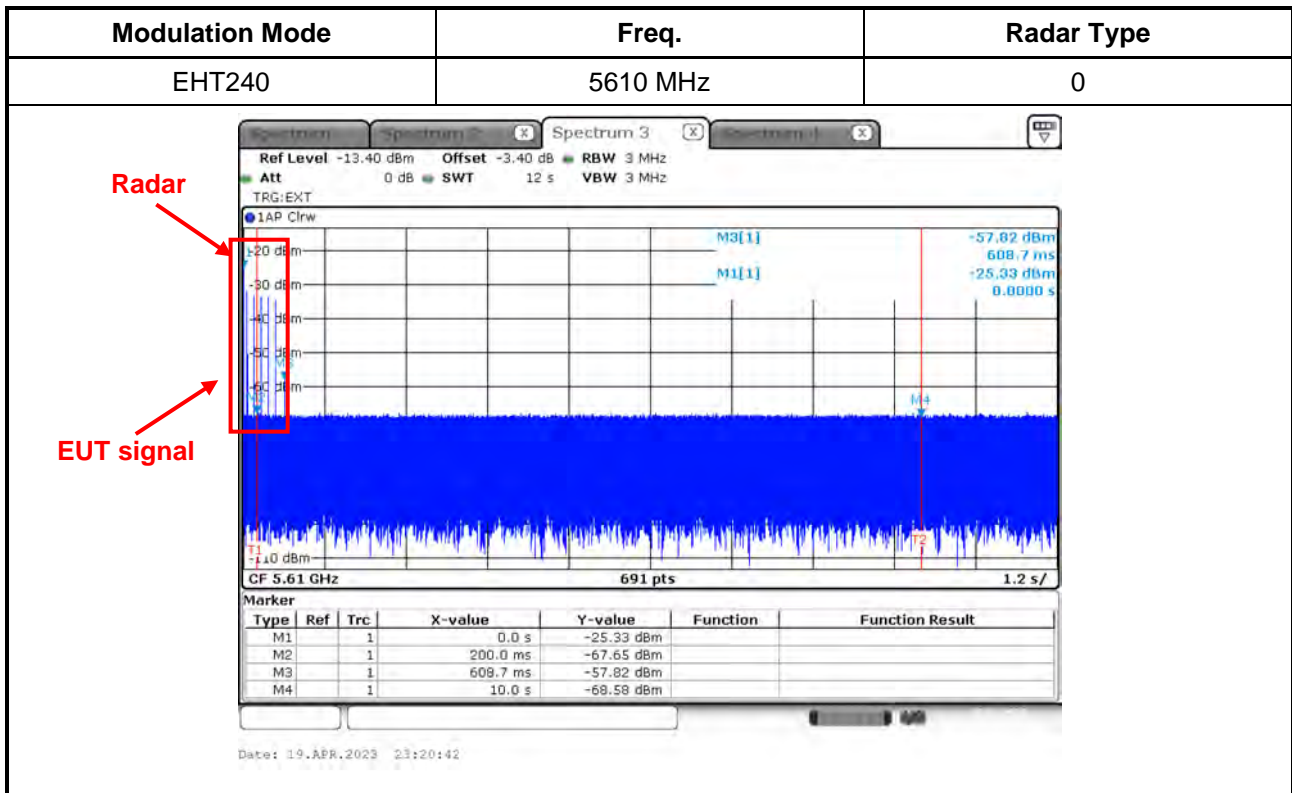 Modulation Mode Freq. Radar Type
EHT240 5610 MHz 0
Spectrum 3
Ref Level -13.40 dBm Offset -3.40 dB RBW 3 MHz
Att 0 dB SWT 12 s VBW 3 MHz
TRG:EXT
Radar
1AP Clrw
M3[1] -57.82 dBm
-20 dBm 608.7 ms
M1[1] -25.33 dBm
-30 dBm 0.0000 s
-40 dBm
-50 dBm
-60 dBm
M2 M4
EUT signal
T1 T2
-110 dBm
CF 5.61 GHz 691 pts 1.2 s/
Marker
Type Ref Trc X-value Y-value Function Function Result
M1 1 0.0 s -25.33 dBm
M2 1 200.0 ms -67.65 dBm
M3 1 608.7 ms -57.82 dBm
M4 1 10.0 s -68.58 dBm
Date: 19.APR.2023 23:20:42